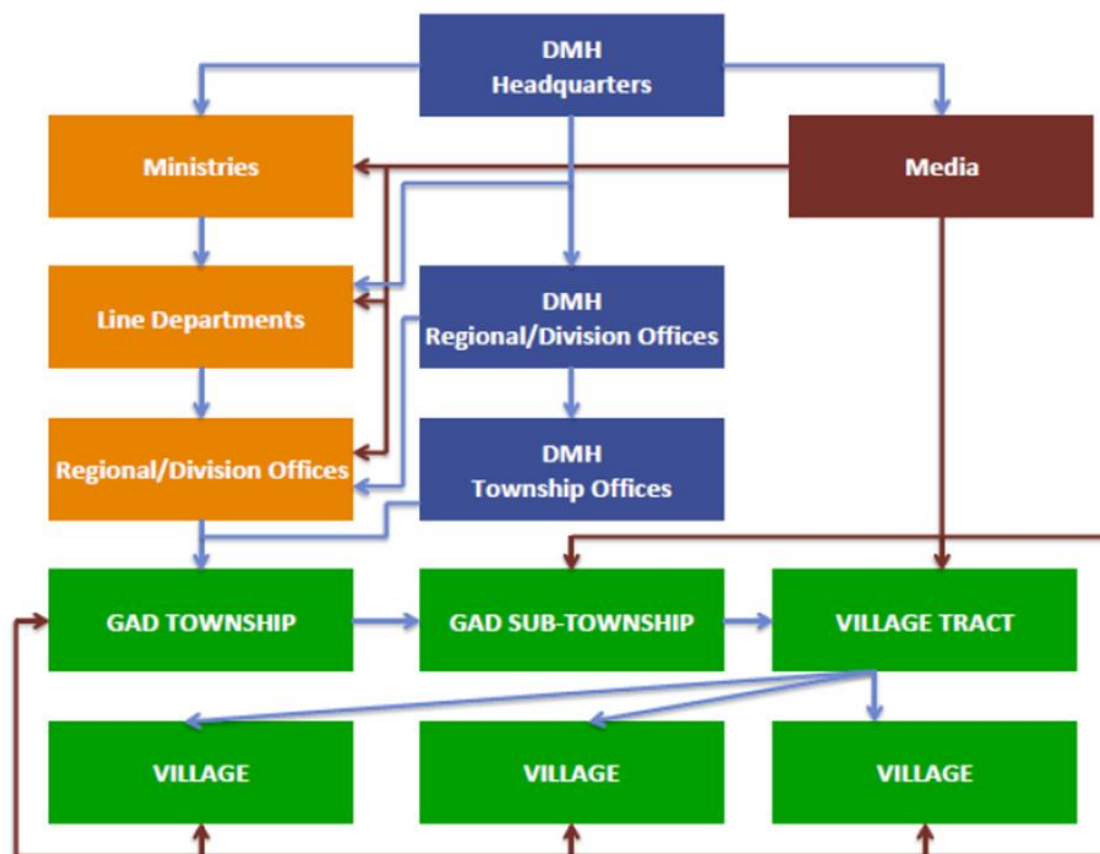 DMH
Headquarters
Ministries
Media
Line Departments
DMH
Regional/Division Offices
Regional/Division Offices
DMH
Township Offices
GAD TOWNSHIP
GAD SUB-TOWNSHIP
VILLAGE TRACT
VILLAGE
VILLAGE
VILLAGE